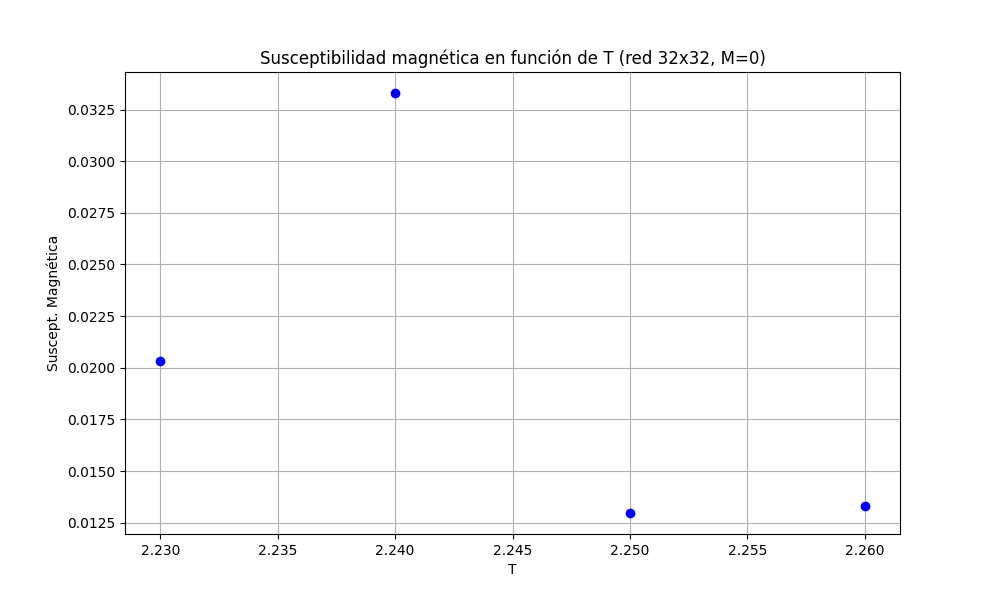 Susceptibilidad magnética en función de T (red 32x32, M=0)
Suscept. Magnética
0.0325
0.0300
0.0275
0.0250
0.0225
0.0200
0.0175
0.0150
0.0125
2.230 2.235 2.240 2.245 2.250 2.255 2.260
T